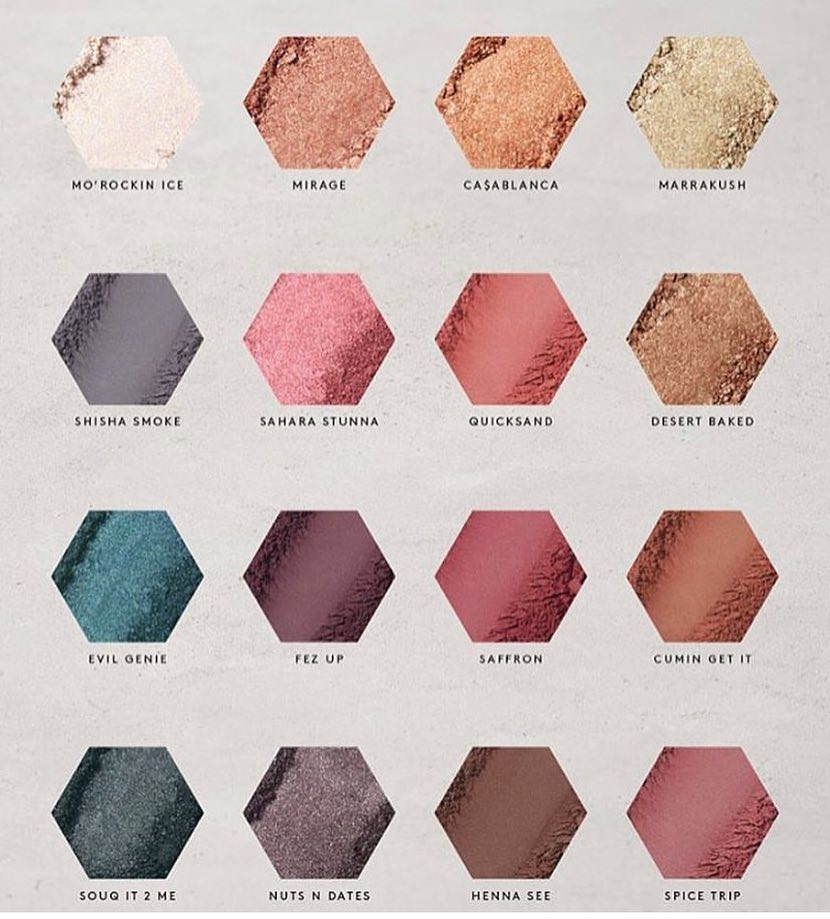 MO'ROCKIN ICE
MIRAGE
CA$ABLANCA
MARRAKUSH
SHISHA SMOKE
SAHARA STUNNA
QUICKSAND
DESERT BAKED
EVIL GENIE
FEZ UP
SAFFRON
CUMIN GET IT
SOUQ IT 2 ME
NUTS N DATES
HENNA SEE
SPICE TRIP